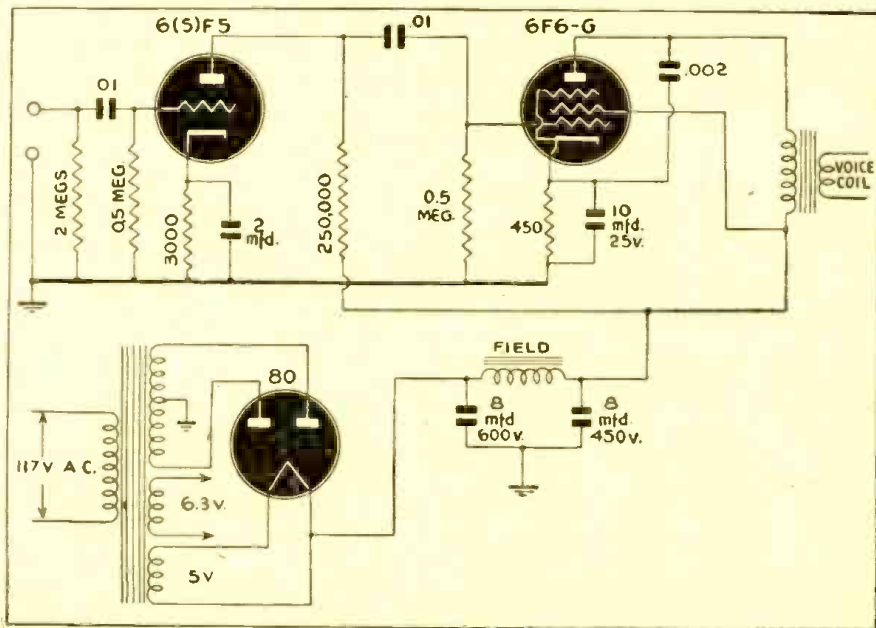 6(S)F5
.01
6F6-G
.002
01
2 MEGS
0,5 MEG.
3000
2
mfd.
250,000
0.5
MEG.
450
10
mfd.
25v.
VOICE
COIL
FIELD
80
8
mfd
600v.
8
mfd.
450v.
117V A.C.
6.3v.
5V